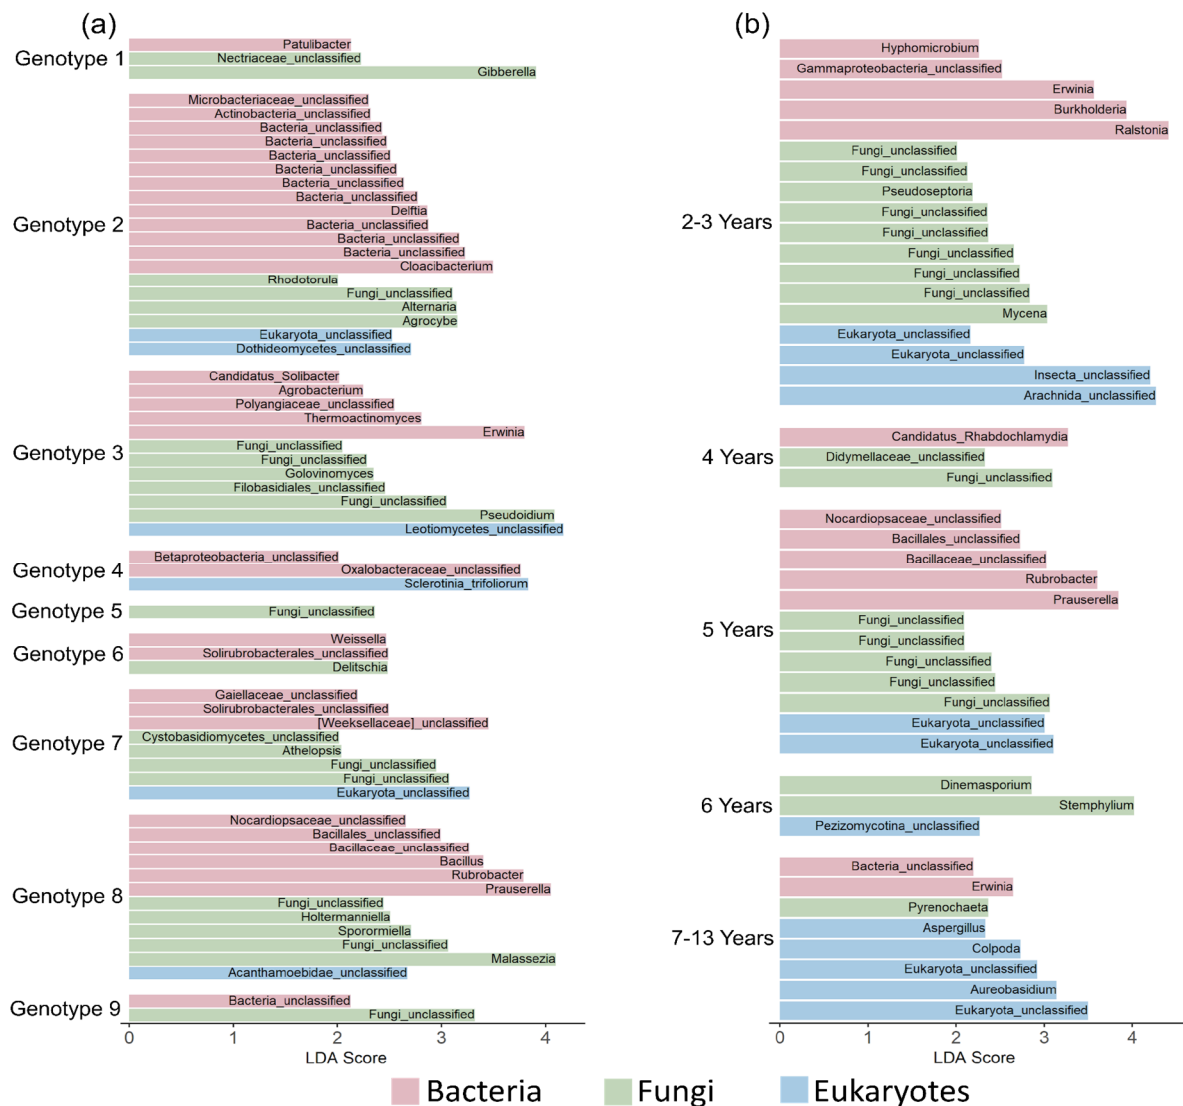 (a)
Genotype 1
Patulibacter
Nectriaceae_unclassified
Gibberella
Genotype 2
Microbacteriaceae_unclassified
Actinobacteria_unclassified
Bacteria_unclassified
Bacteria_unclassified
Bacteria_unclassified
Bacteria_unclassified
Bacteria_unclassified
Bacteria_unclassified
Delftia
Bacteria_unclassified
Bacteria_unclassified
Bacteria_unclassified
Cloacibacterium
Rhodotorula
Fungi_unclassified
Alternaria
Agrocybe
Eukaryota_unclassified
Dothideomycetes_unclassified
Genotype 3
Candidatus_Solibacter
Agrobacterium
Polyangiaceae_unclassified
Thermoactinomyces
Erwinia
Fungi_unclassified
Fungi_unclassified
Golovinomyces
Filobasidiales_unclassified
Fungi_unclassified
Pseudoidium
Leotiomycetes_unclassified
Genotype 4
Betaproteobacteria_unclassified
Oxalobacteraceae_unclassified
Sclerotinia_trifoliorum
Genotype 5
Fungi_unclassified
Genotype 6
Weissella
Solirubrobacterales_unclassified
Delitschia
Genotype 7
Gaiellaceae_unclassified
Solirubrobacterales_unclassified
[Weeksellaceae]_unclassified
Cystobasidiomycetes_unclassified
Athelopsis
Fungi_unclassified
Fungi_unclassified
Eukaryota_unclassified
Genotype 8
Nocardiopsaceae_unclassified
Bacillales_unclassified
Bacillaceae_unclassified
Bacillus
Rubrobacter
Prauserella
Fungi_unclassified
Holtermanniella
Sporormiella
Fungi_unclassified
Malassezia
Acanthamoebidae_unclassified
Genotype 9
Bacteria_unclassified
Fungi_unclassified
0 1 2 3 4
LDA Score
(b)
2-3 Years
Hyphomicrobium
Gammaproteobacteria_unclassified
Erwinia
Burkholderia
Ralstonia
Fungi_unclassified
Fungi_unclassified
Pseudoseptoria
Fungi_unclassified
Fungi_unclassified
Fungi_unclassified
Fungi_unclassified
Fungi_unclassified
Mycena
Eukaryota_unclassified
Eukaryota_unclassified
Insecta_unclassified
Arachnida_unclassified
4 Years
Candidatus_Rhabdochlamydia
Didymellaceae_unclassified
Fungi_unclassified
5 Years
Nocardiopsaceae_unclassified
Bacillales_unclassified
Bacillaceae_unclassified
Rubrobacter
Prauserella
Fungi_unclassified
Fungi_unclassified
Fungi_unclassified
Fungi_unclassified
Fungi_unclassified
Eukaryota_unclassified
Eukaryota_unclassified
6 Years
Dinemasporium
Stemphylium
Pezizomycotina_unclassified
7-13 Years
Bacteria_unclassified
Erwinia
Pyrenochaeta
Aspergillus
Colpoda
Eukaryota_unclassified
Aureobasidium
Eukaryota_unclassified
0 1 2 3 4
LDA Score
Bacteria Fungi Eukaryotes